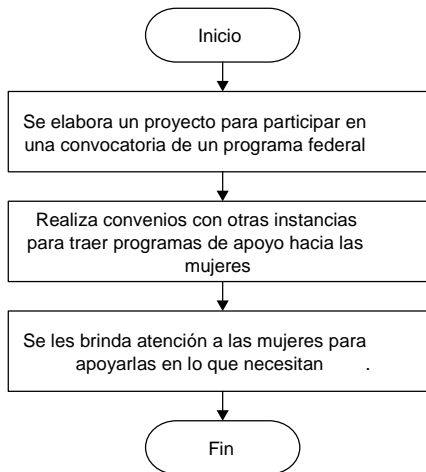 Inicio
Se elabora un proyecto para participar en
una convocatoria de un programa federal
Realiza convenios con otras instancias
para traer programas de apoyo hacia las
mujeres
Se les brinda atención a las mujeres para
apoyarlas en lo que necesitan .
Fin